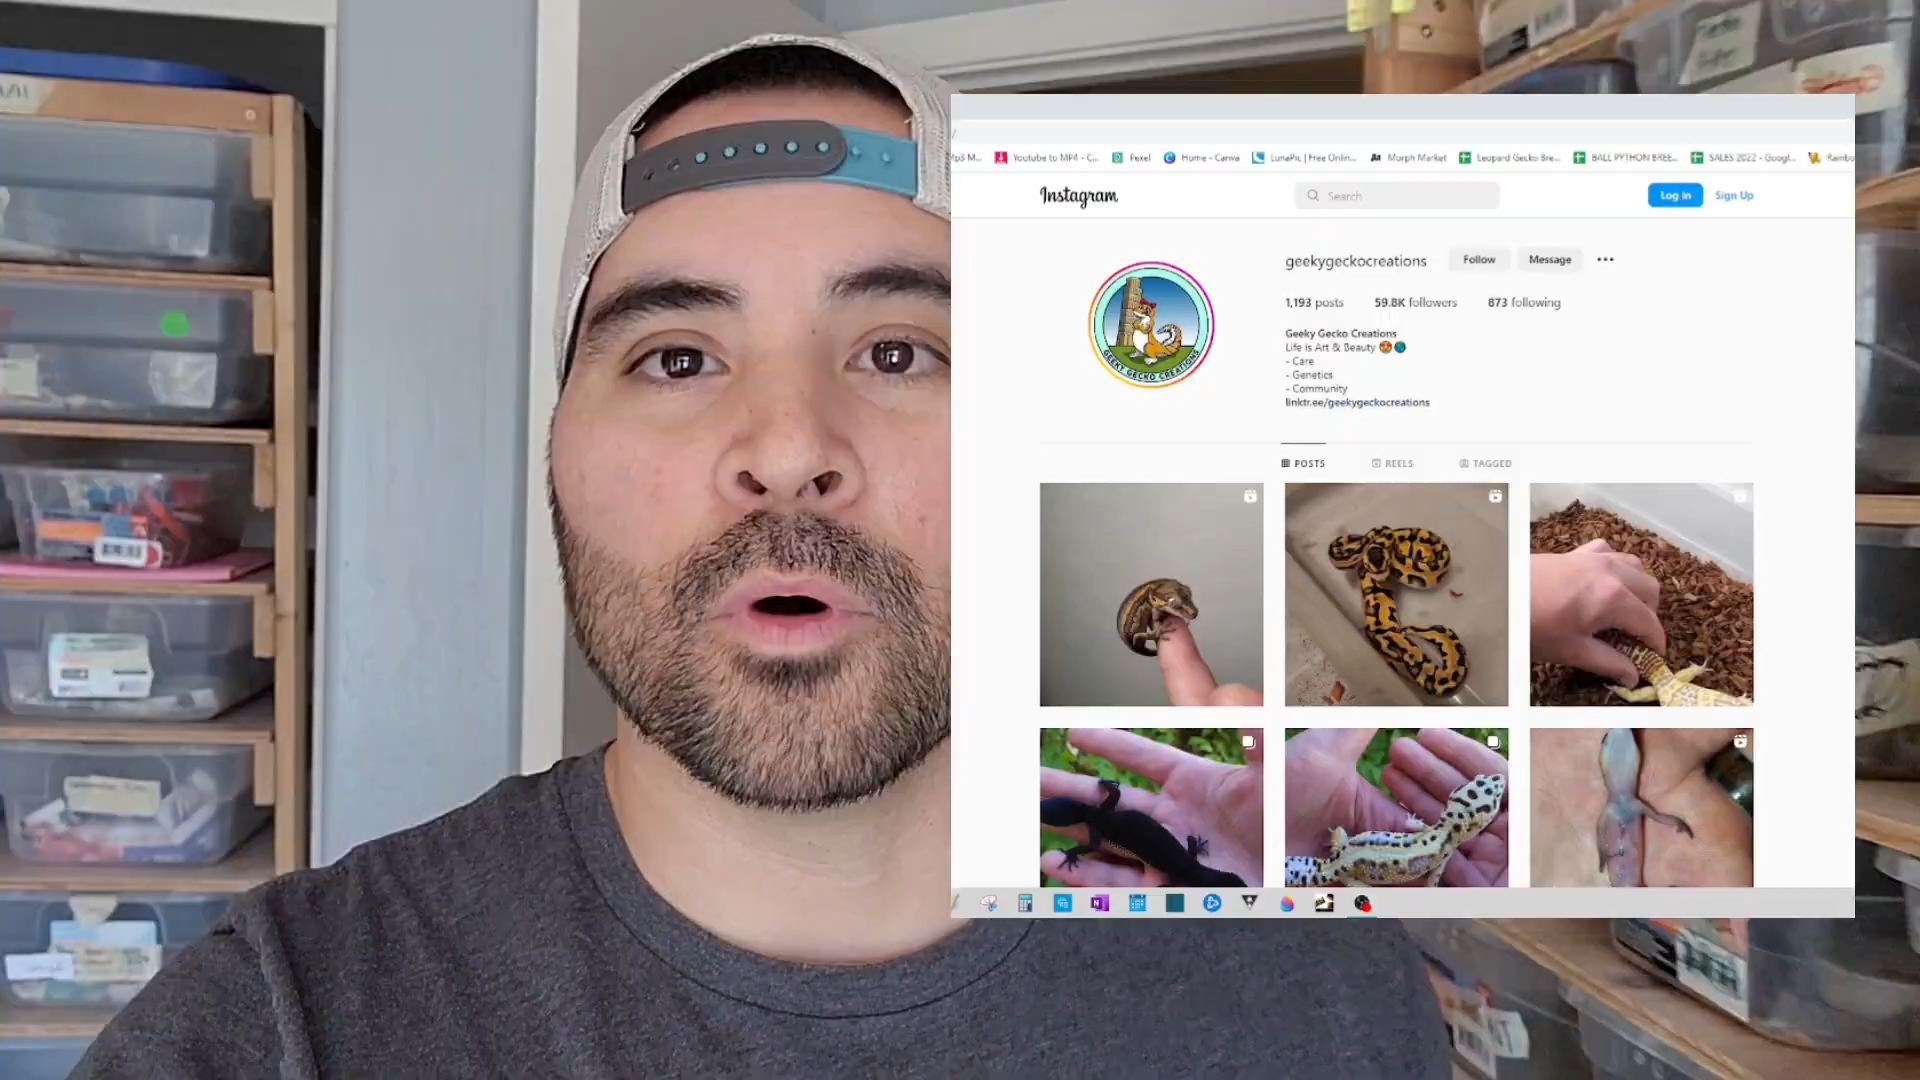 Mp3 M... Youtube to MP4 - C... Pexel Home - Canva LunaPic | Free Onlin... Morph Market Leopard Gecko Bre... BALL PYTHON BREE... SALES 2022 - Googl... Rainbo
Instagram Search Log In Sign Up
geekygeckocreations Follow Message
1,193 posts 59.8K followers 873 following
Geeky Gecko Creations
Life is Art & Beauty
- Care
- Genetics
- Community
linktr.ee/geekygeckocreations
GEEKY GECKO CREATIONS
POSTS REELS TAGGED